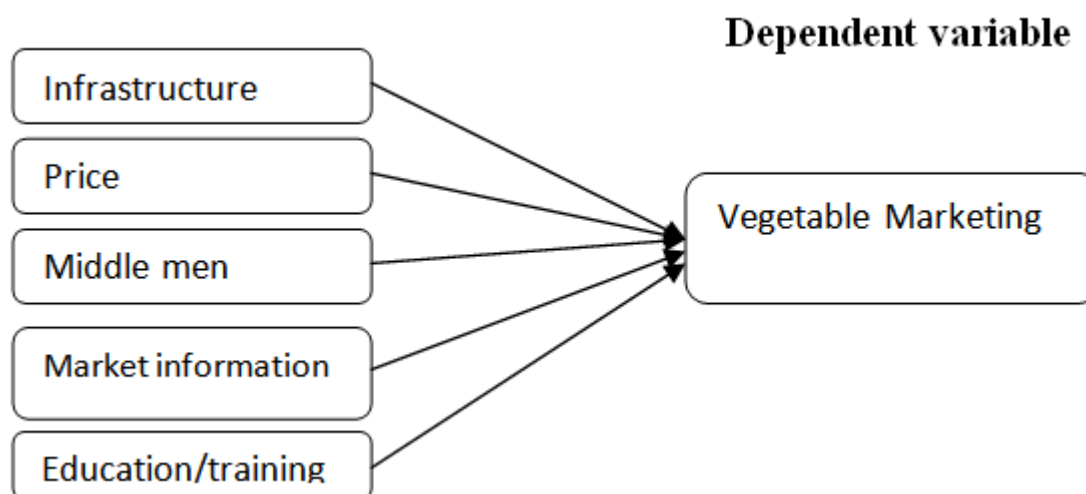 Dependent variable
Infrastructure
Price
Middle men
Market information
Education/training
Vegetable Marketing